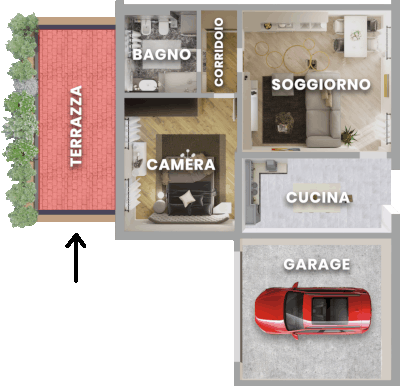 BAGNO
CORRIDOIO
SOGGIORNO
TERRAZZA
CAMERA
CUCINA
GARAGE